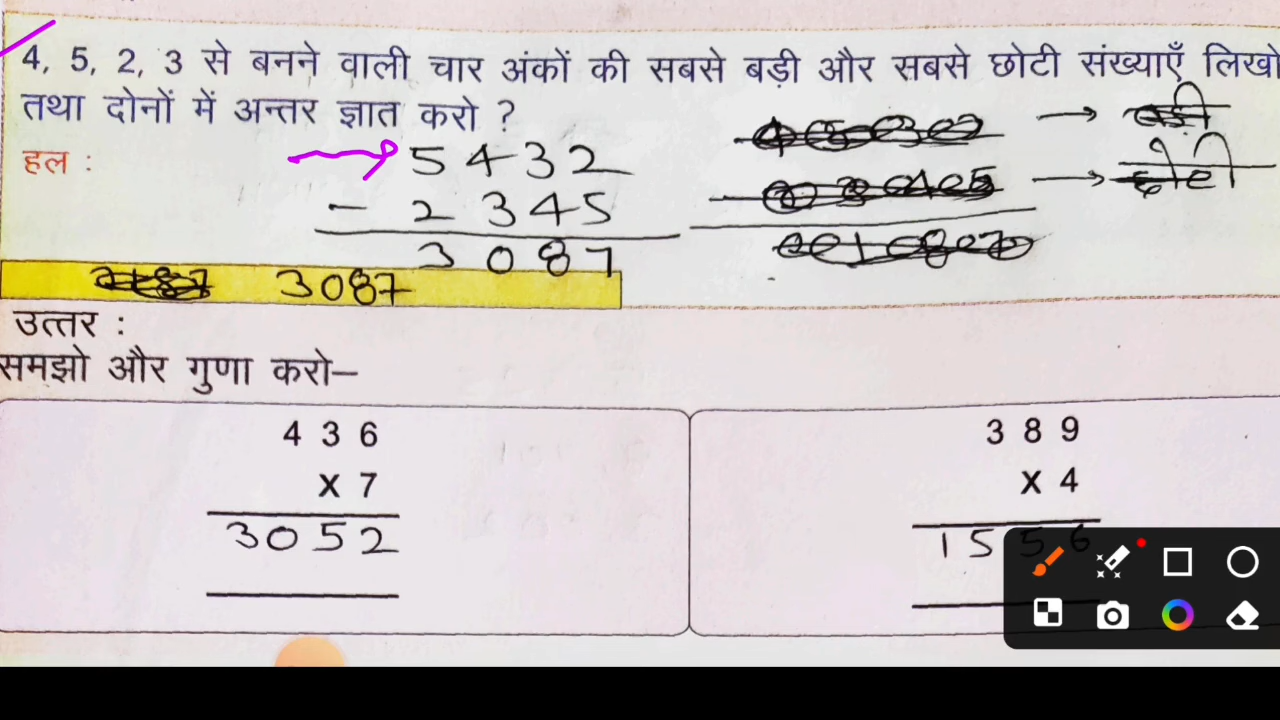 4, 5, 2, 3 से बनने वाली चार अंकों की सबसे बड़ी और सबसे छोटी संख्याएँ लिखो
तथा दोनों में अन्तर ज्ञात करो ?
हल :
5432
- 2345
3087
3087
उत्तर :
समझो और गुणा करो–
436
x 7
3052
389
x 4
1556